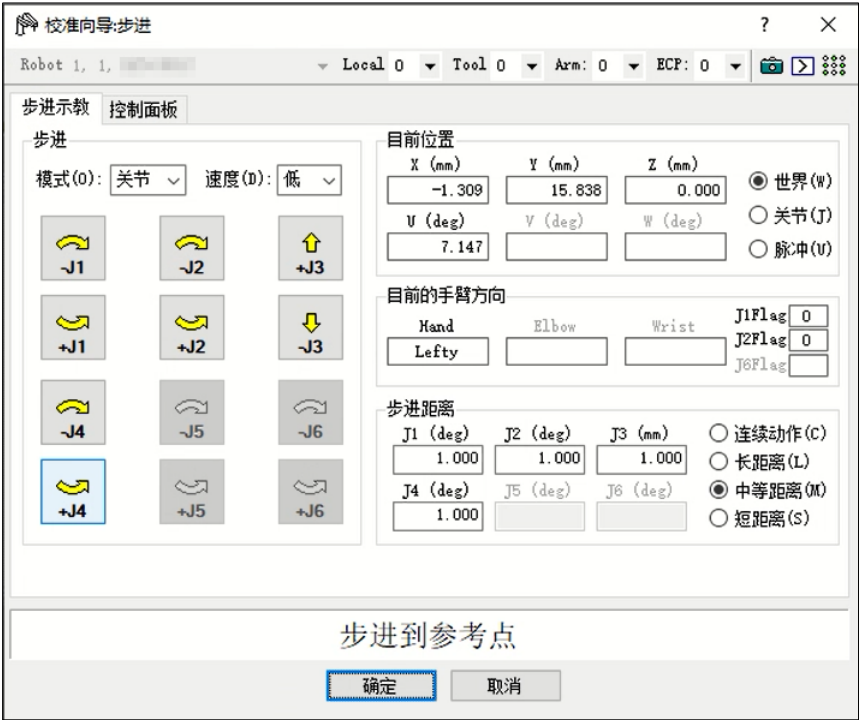 校准向导:步进
Robot 1, 1,
Local 0 Tool 0 Arm: 0 ECP: 0
步进示教 控制面板
步进
模式(O): 关节 速度(D): 低
-J1 -J2 +J3
+J1 +J2 -J3
-J4 -J5 -J6
+J4 +J5 +J6
目前位置
X (mm) Y (mm) Z (mm)
-1.309 15.838 0.000
U (deg) V (deg) W (deg)
7.147
世界(W)
关节(J)
脉冲(U)
目前的手臂方向
Hand Elbow Wrist
Lefty
J1Flag 0
J2Flag 0
J6Flag
步进距离
J1 (deg) J2 (deg) J3 (mm)
1.000 1.000 1.000
J4 (deg) J5 (deg) J6 (deg)
1.000
连续动作(C)
长距离(L)
中等距离(M)
短距离(S)
步进到参考点
确定 取消